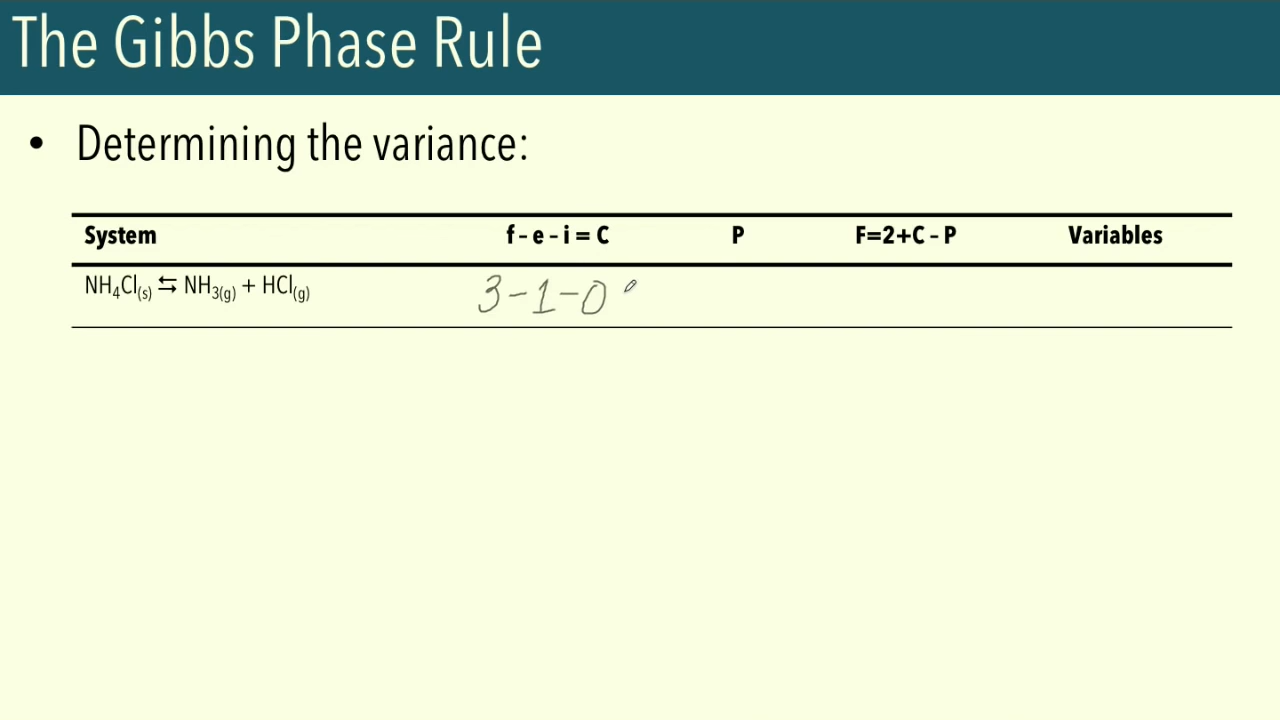 The Gibbs Phase Rule
• Determining the variance:
System f – e – i = C P F=2+C – P Variables
NH₄Cl₍s₎ ⇆ NH₃₍g₎ + HCl₍g₎ 3-1-0